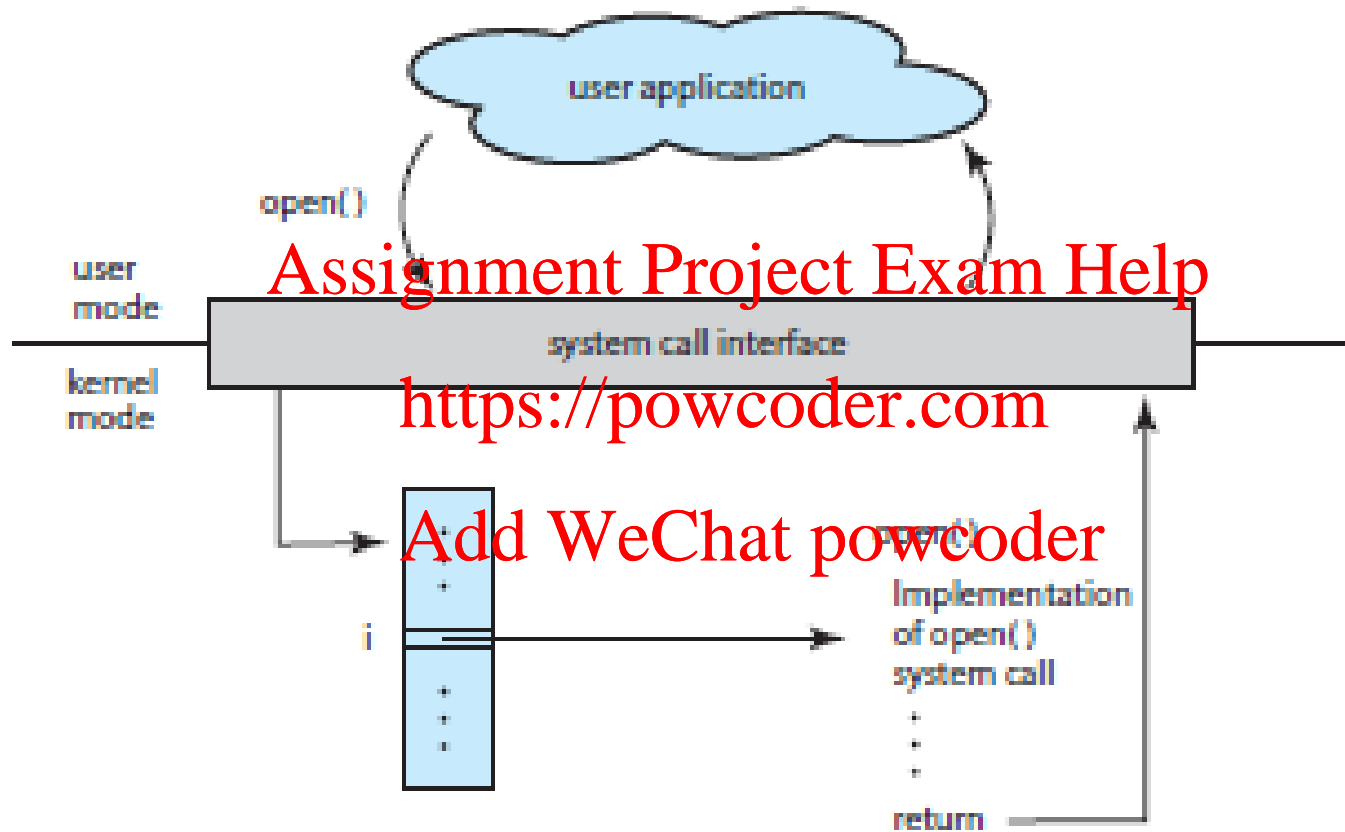 user application
open( )
user
mode
Assignment Project Exam Help
system call interface
kernel
mode
https://powcoder.com
Add WeChat powcoder
open( )
Implementation
of open( )
system call
i
return